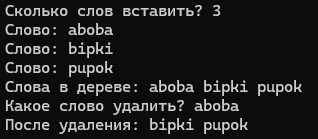 Сколько слов вставить? 3
Слово: aboba
Слово: bipki
Слово: pupok
Слова в дереве: aboba bipki pupok
Какое слово удалить? aboba
После удаления: bipki pupok